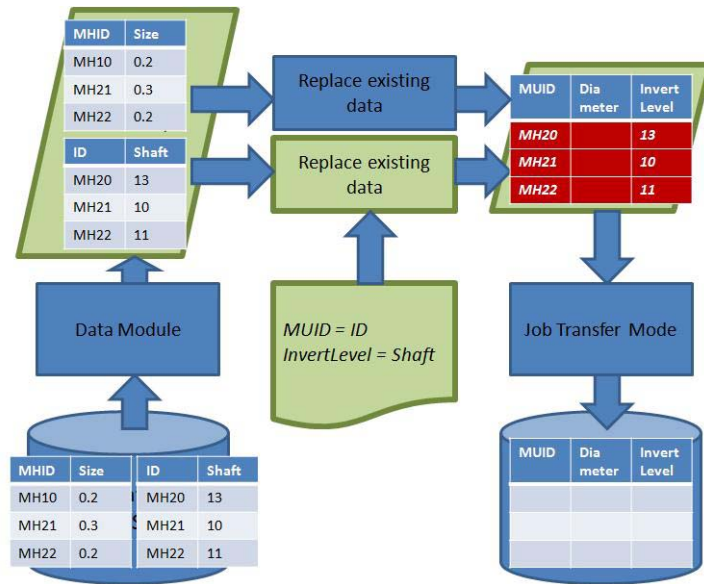 MHID Size
MH10 0.2
MH21 0.3
MH22 0.2
ID Shaft
MH20 13
MH21 10
MH22 11
Replace existing
data
Replace existing
data
MUID Dia
meter Invert
Level
MH20 13
MH21 10
MH22 11
Data Module
MUID = ID
InvertLevel = Shaft
Job Transfer Mode
MHID Size ID Shaft
MH10 0.2 MH20 13
MH21 0.3 MH21 10
MH22 0.2 MH22 11
MUID Dia
meter Invert
Level